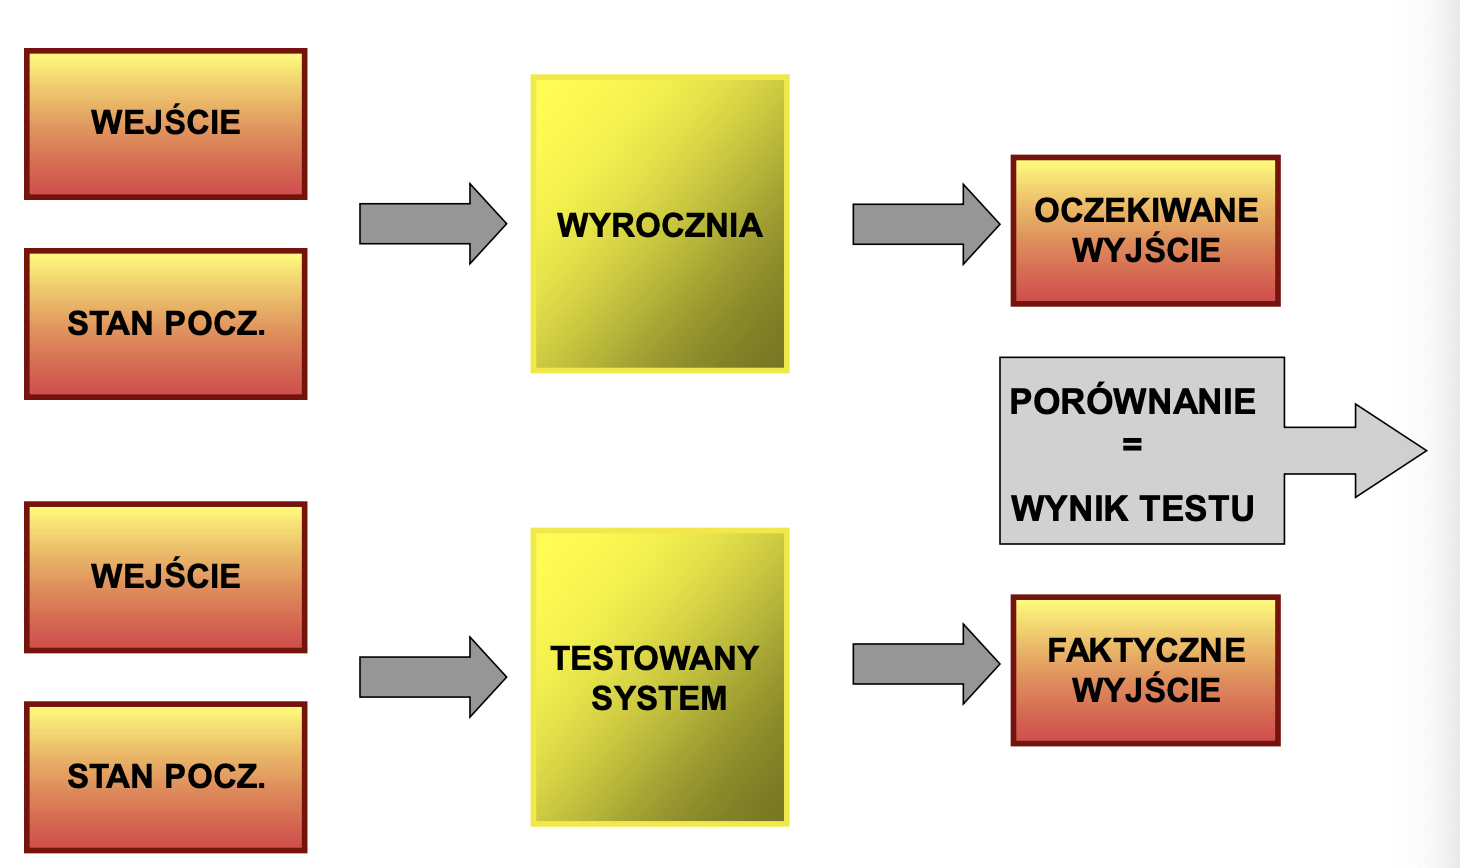 WEJŚCIE
STAN POCZ.
WYROCZNIA
OCZEKIWANE
WYJŚCIE
PORÓWNANIE
=
WYNIK TESTU
WEJŚCIE
STAN POCZ.
TESTOWANY
SYSTEM
FAKTYCZNE
WYJŚCIE